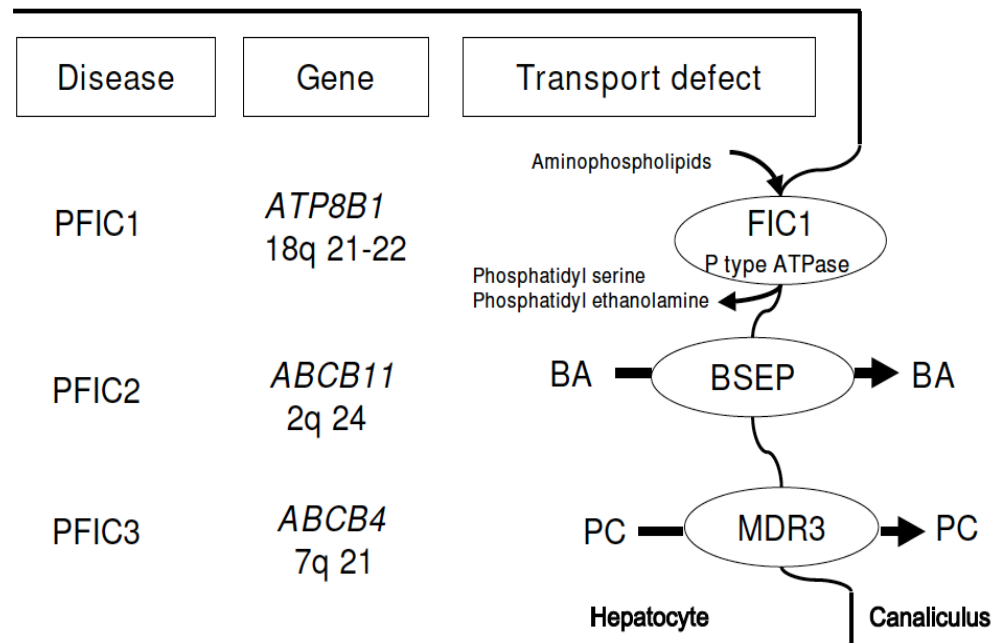 Disease
Gene
Transport defect
Aminophospholipids
PFIC1
ATP8B1
18q 21-22
FIC1
P type ATPase
Phosphatidyl serine
Phosphatidyl ethanolamine
PFIC2
ABCB11
2q 24
BA
BSEP
BA
PFIC3
ABCB4
7q 21
PC
MDR3
PC
Hepatocyte
Canaliculus